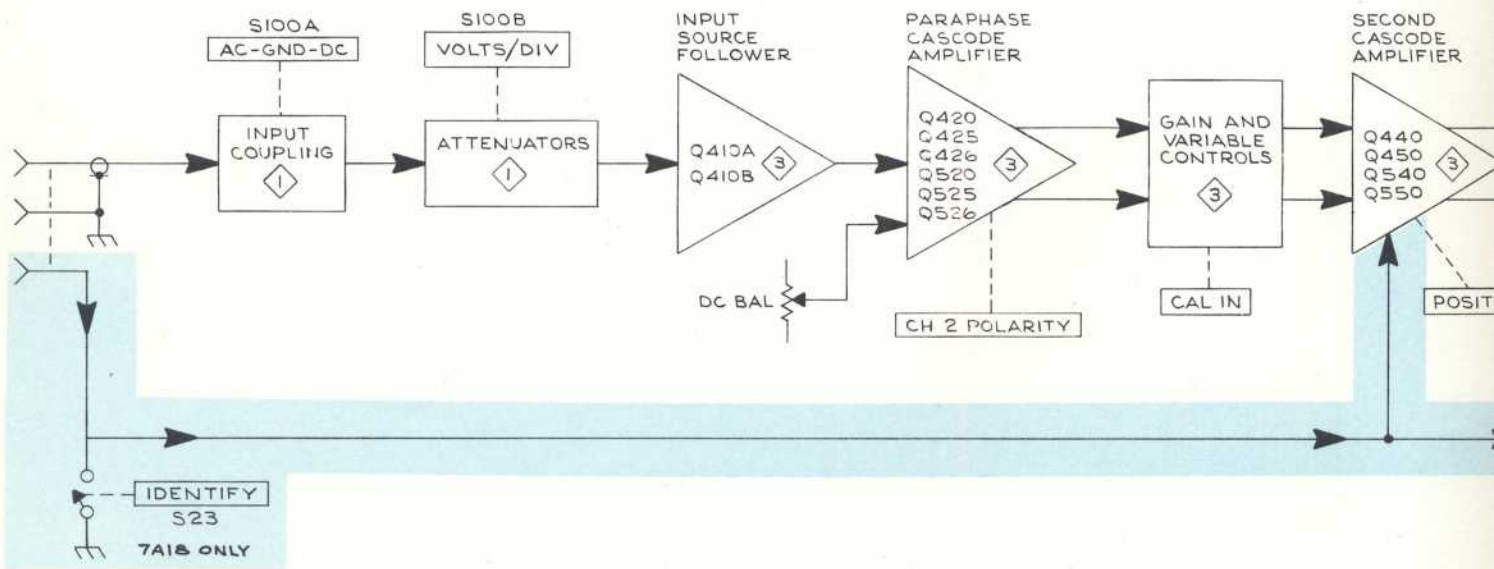 S100A
AC-GND-DC
INPUT
COUPLING
1
S100B
VOLTS/DIV
ATTENUATORS
1
INPUT
SOURCE
FOLLOWER
Q410A
Q410B
3
PARAPHASE
CASCODE
AMPLIFIER
Q420
Q425
Q426
Q520
Q525
Q526
3
DC BAL
CH 2 POLARITY
GAIN AND
VARIABLE
CONTROLS
3
CAL IN
SECOND
CASCODE
AMPLIFIER
Q440
Q450
Q540
Q550
3
POSIT
IDENTIFY
S23
7A18 ONLY